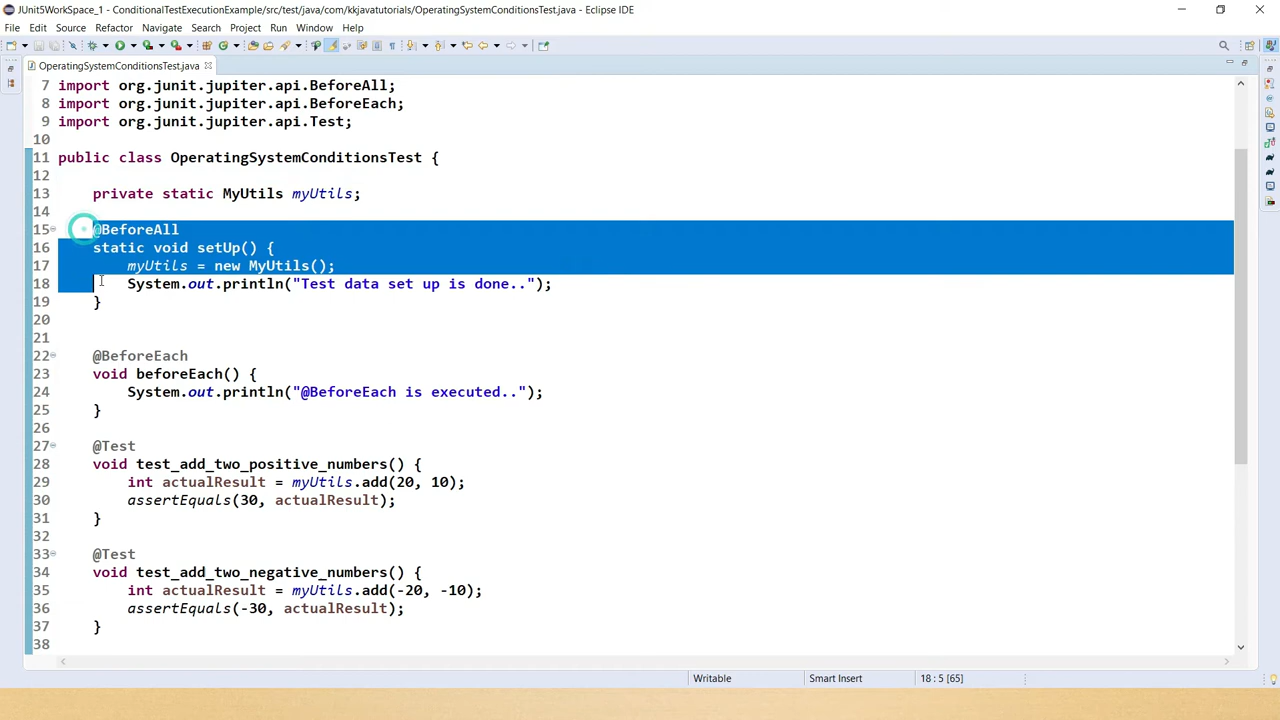 JUnit5WorkSpace_1 - ConditionalTestExecutionExample/src/test/java/com/kkjavatutorials/OperatingSystemConditionsTest.java - Eclipse IDE
File Edit Source Refactor Navigate Search Project Run Window Help
OperatingSystemConditionsTest.java
7 import org.junit.jupiter.api.BeforeAll;
8 import org.junit.jupiter.api.BeforeEach;
9 import org.junit.jupiter.api.Test;
10
11 public class OperatingSystemConditionsTest {
12
13 private static MyUtils myUtils;
14
15 @BeforeAll
16 static void setUp() {
17 myUtils = new MyUtils();
18 System.out.println("Test data set up is done..");
19 }
20
21
22 @BeforeEach
23 void beforeEach() {
24 System.out.println("@BeforeEach is executed..");
25 }
26
27 @Test
28 void test_add_two_positive_numbers() {
29 int actualResult = myUtils.add(20, 10);
30 assertEquals(30, actualResult);
31 }
32
33 @Test
34 void test_add_two_negative_numbers() {
35 int actualResult = myUtils.add(-20, -10);
36 assertEquals(-30, actualResult);
37 }
38
Writable Smart Insert 18 : 5 [65]